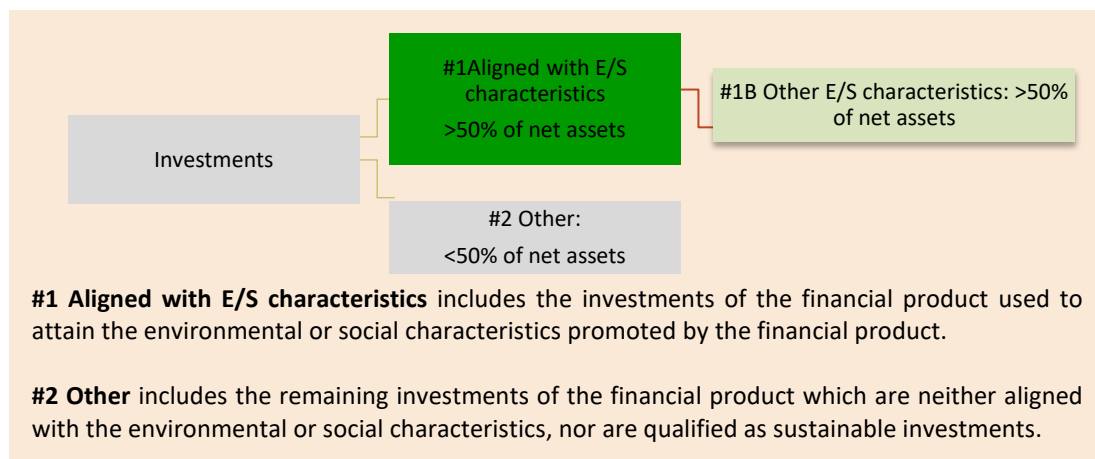 #1Aligned with E/S
characteristics
>50% of net assets
#1B Other E/S characteristics: >50%
of net assets
Investments
#2 Other:
<50% of net assets
#1 Aligned with E/S characteristics includes the investments of the financial product used to
attain the environmental or social characteristics promoted by the financial product.
#2 Other includes the remaining investments of the financial product which are neither aligned
with the environmental or social characteristics, nor are qualified as sustainable investments.